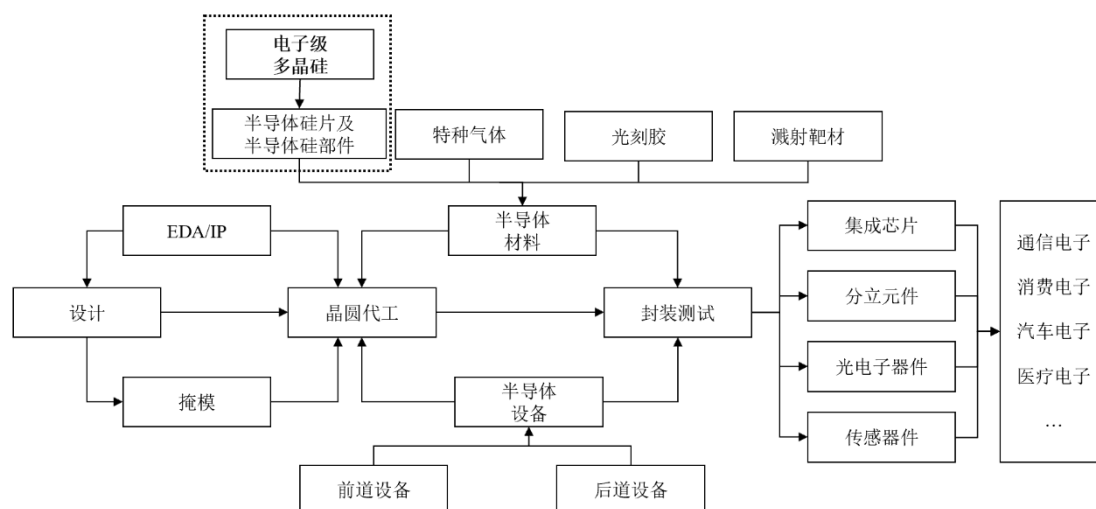 电子级
多晶硅
半导体硅片及
半导体硅部件
特种气体
光刻胶
溅射靶材
EDA/IP
半导体
材料
集成芯片
通信电子
消费电子
汽车电子
医疗电子
…
设计
晶圆代工
封装测试
分立元件
光电子器件
掩模
半导体
设备
传感器件
前道设备
后道设备